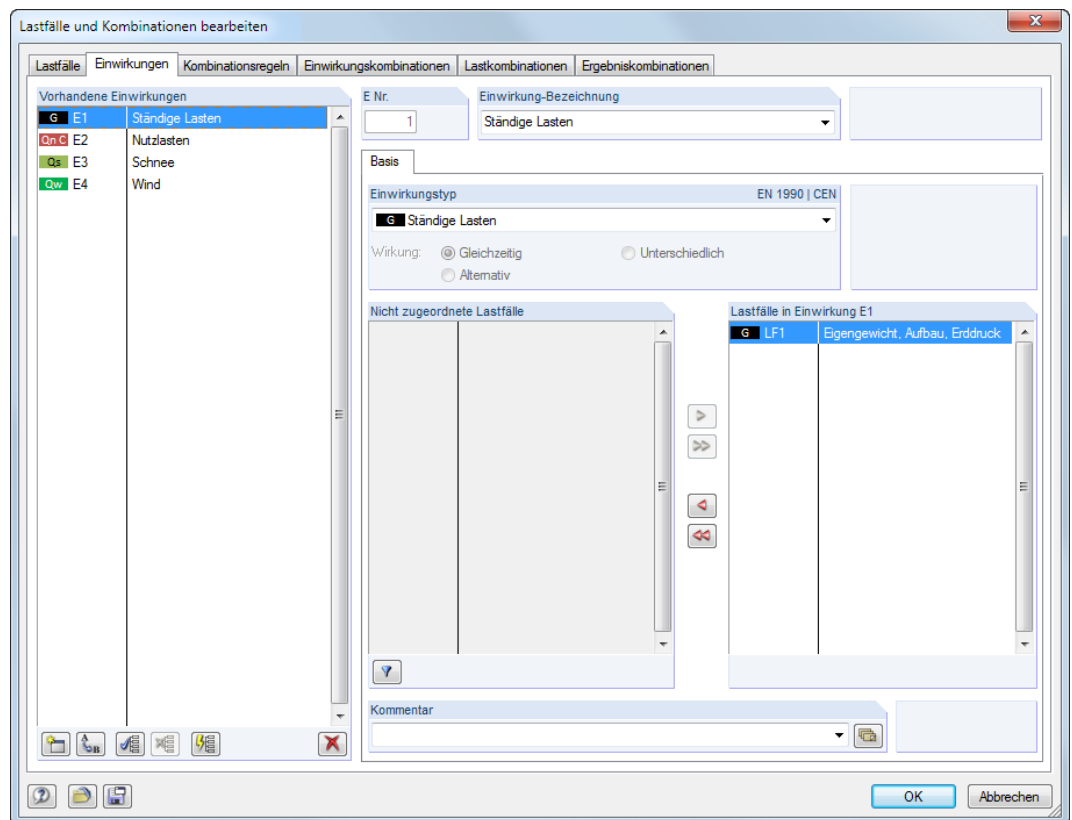 Lastfälle und Kombinationen bearbeiten
Lastfälle Einwirkungen Kombinationsregeln Einwirkungskombinationen Lastkombinationen Ergebniskombinationen
Vorhandene Einwirkungen
G E1 Ständige Lasten
Qn C E2 Nutzlasten
Qs E3 Schnee
Qw E4 Wind
E Nr.
1
Einwirkung-Bezeichnung
Ständige Lasten
Basis
Einwirkungstyp EN 1990 | CEN
G Ständige Lasten
Wirkung: Gleichzeitig Unterschiedlich
Alternativ
Nicht zugeordnete Lastfälle
Lastfälle in Einwirkung E1
G LF1 Eigengewicht, Aufbau, Erddruck
Kommentar
OK Abbrechen